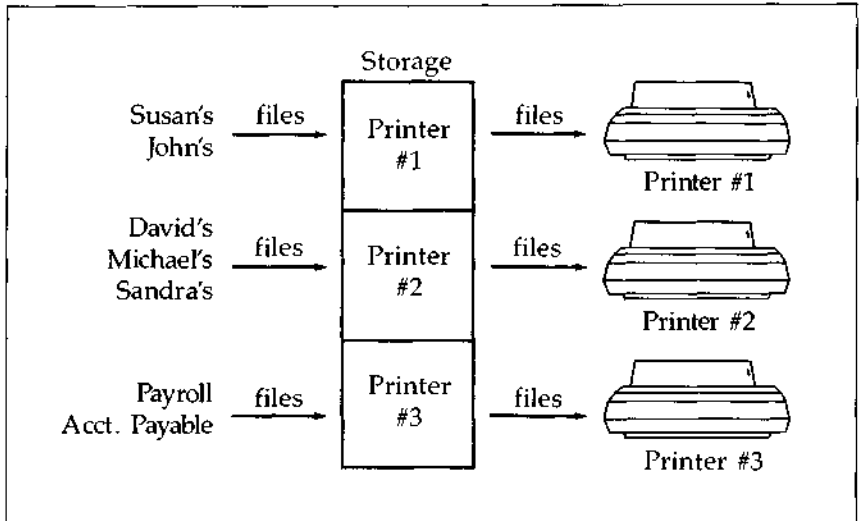 Storage
Susan's
John's
files
Printer
#1
files
Printer #1
David's
Michael's
Sandra's
files
Printer
#2
files
Printer #2
Payroll
Acct. Payable
files
Printer
#3
files
Printer #3